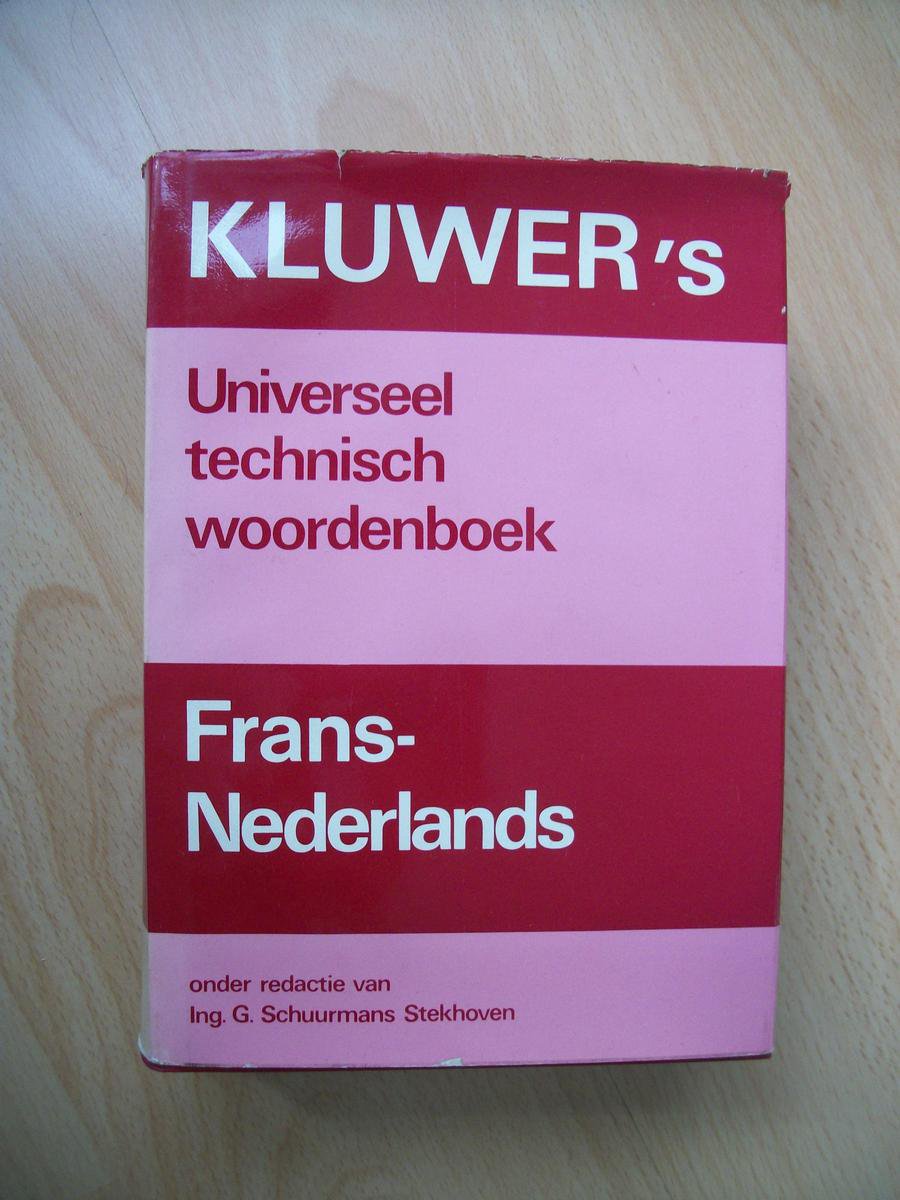 KLUWER's
Universeel
technisch
woordenboek
Frans-
Nederlands
onder redactie van
Ing. G. Schuurmans Stekhoven